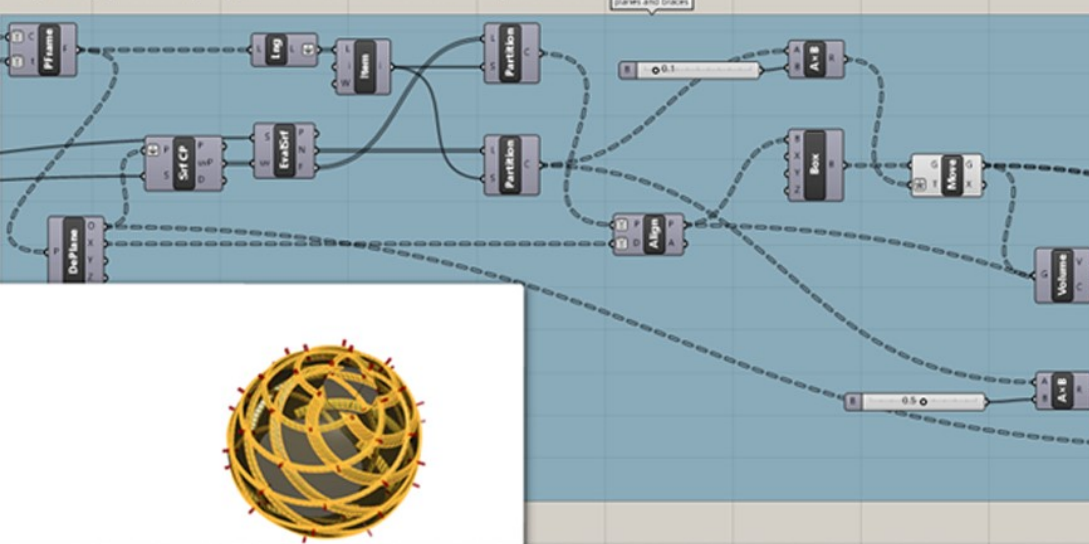 planes and braces
C
t
PFrame
F
L
Lng
L
L
i
W
Item
i
L
S
Partition
C
B
0.1
A
B
A×B
R
P
S
Srf CP
P
uvP
D
S
uv
EvalSrf
P
N
F
L
S
Partition
C
B
X
Y
Z
Box
B
G
T
Move
G
X
P
DePlane
O
X
Y
Z
P
D
Align
P
A
G
Volume
V
C
B
0.5
A
B
A×B
R